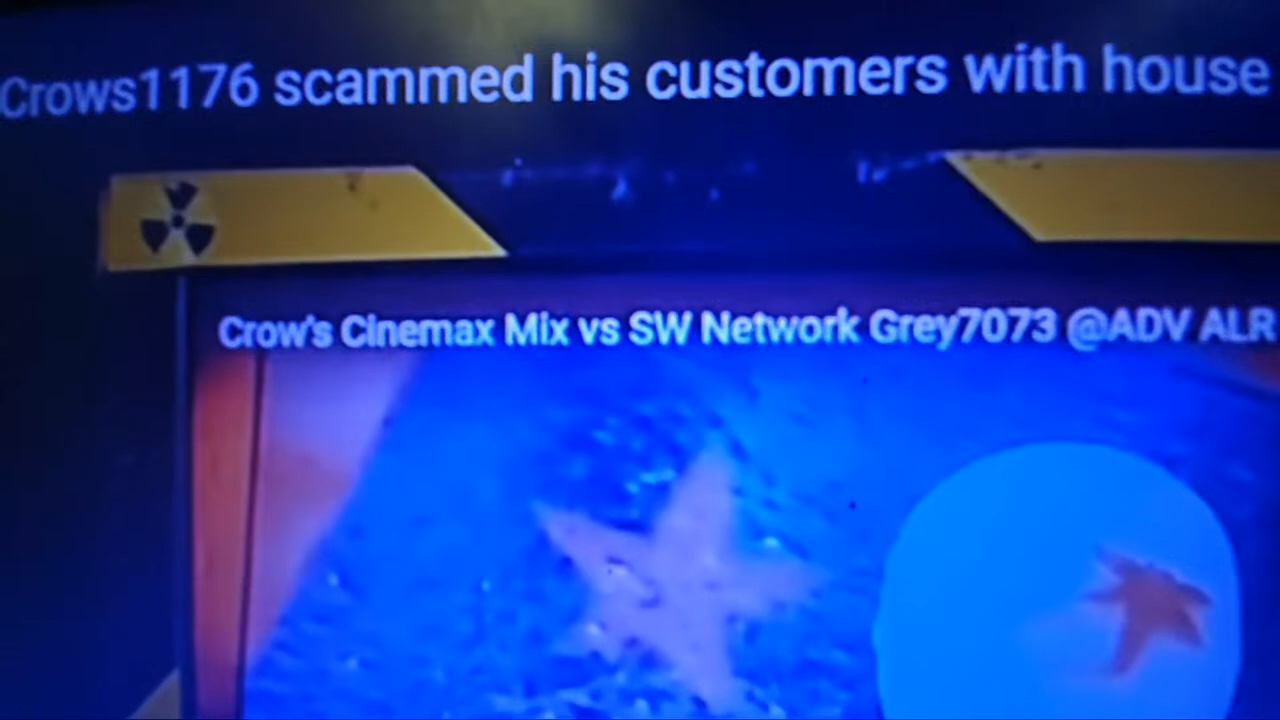 Crows1176 scammed his customers with house
Crow's Cinemax Mix vs SW Network Grey7073 @ADV ALR